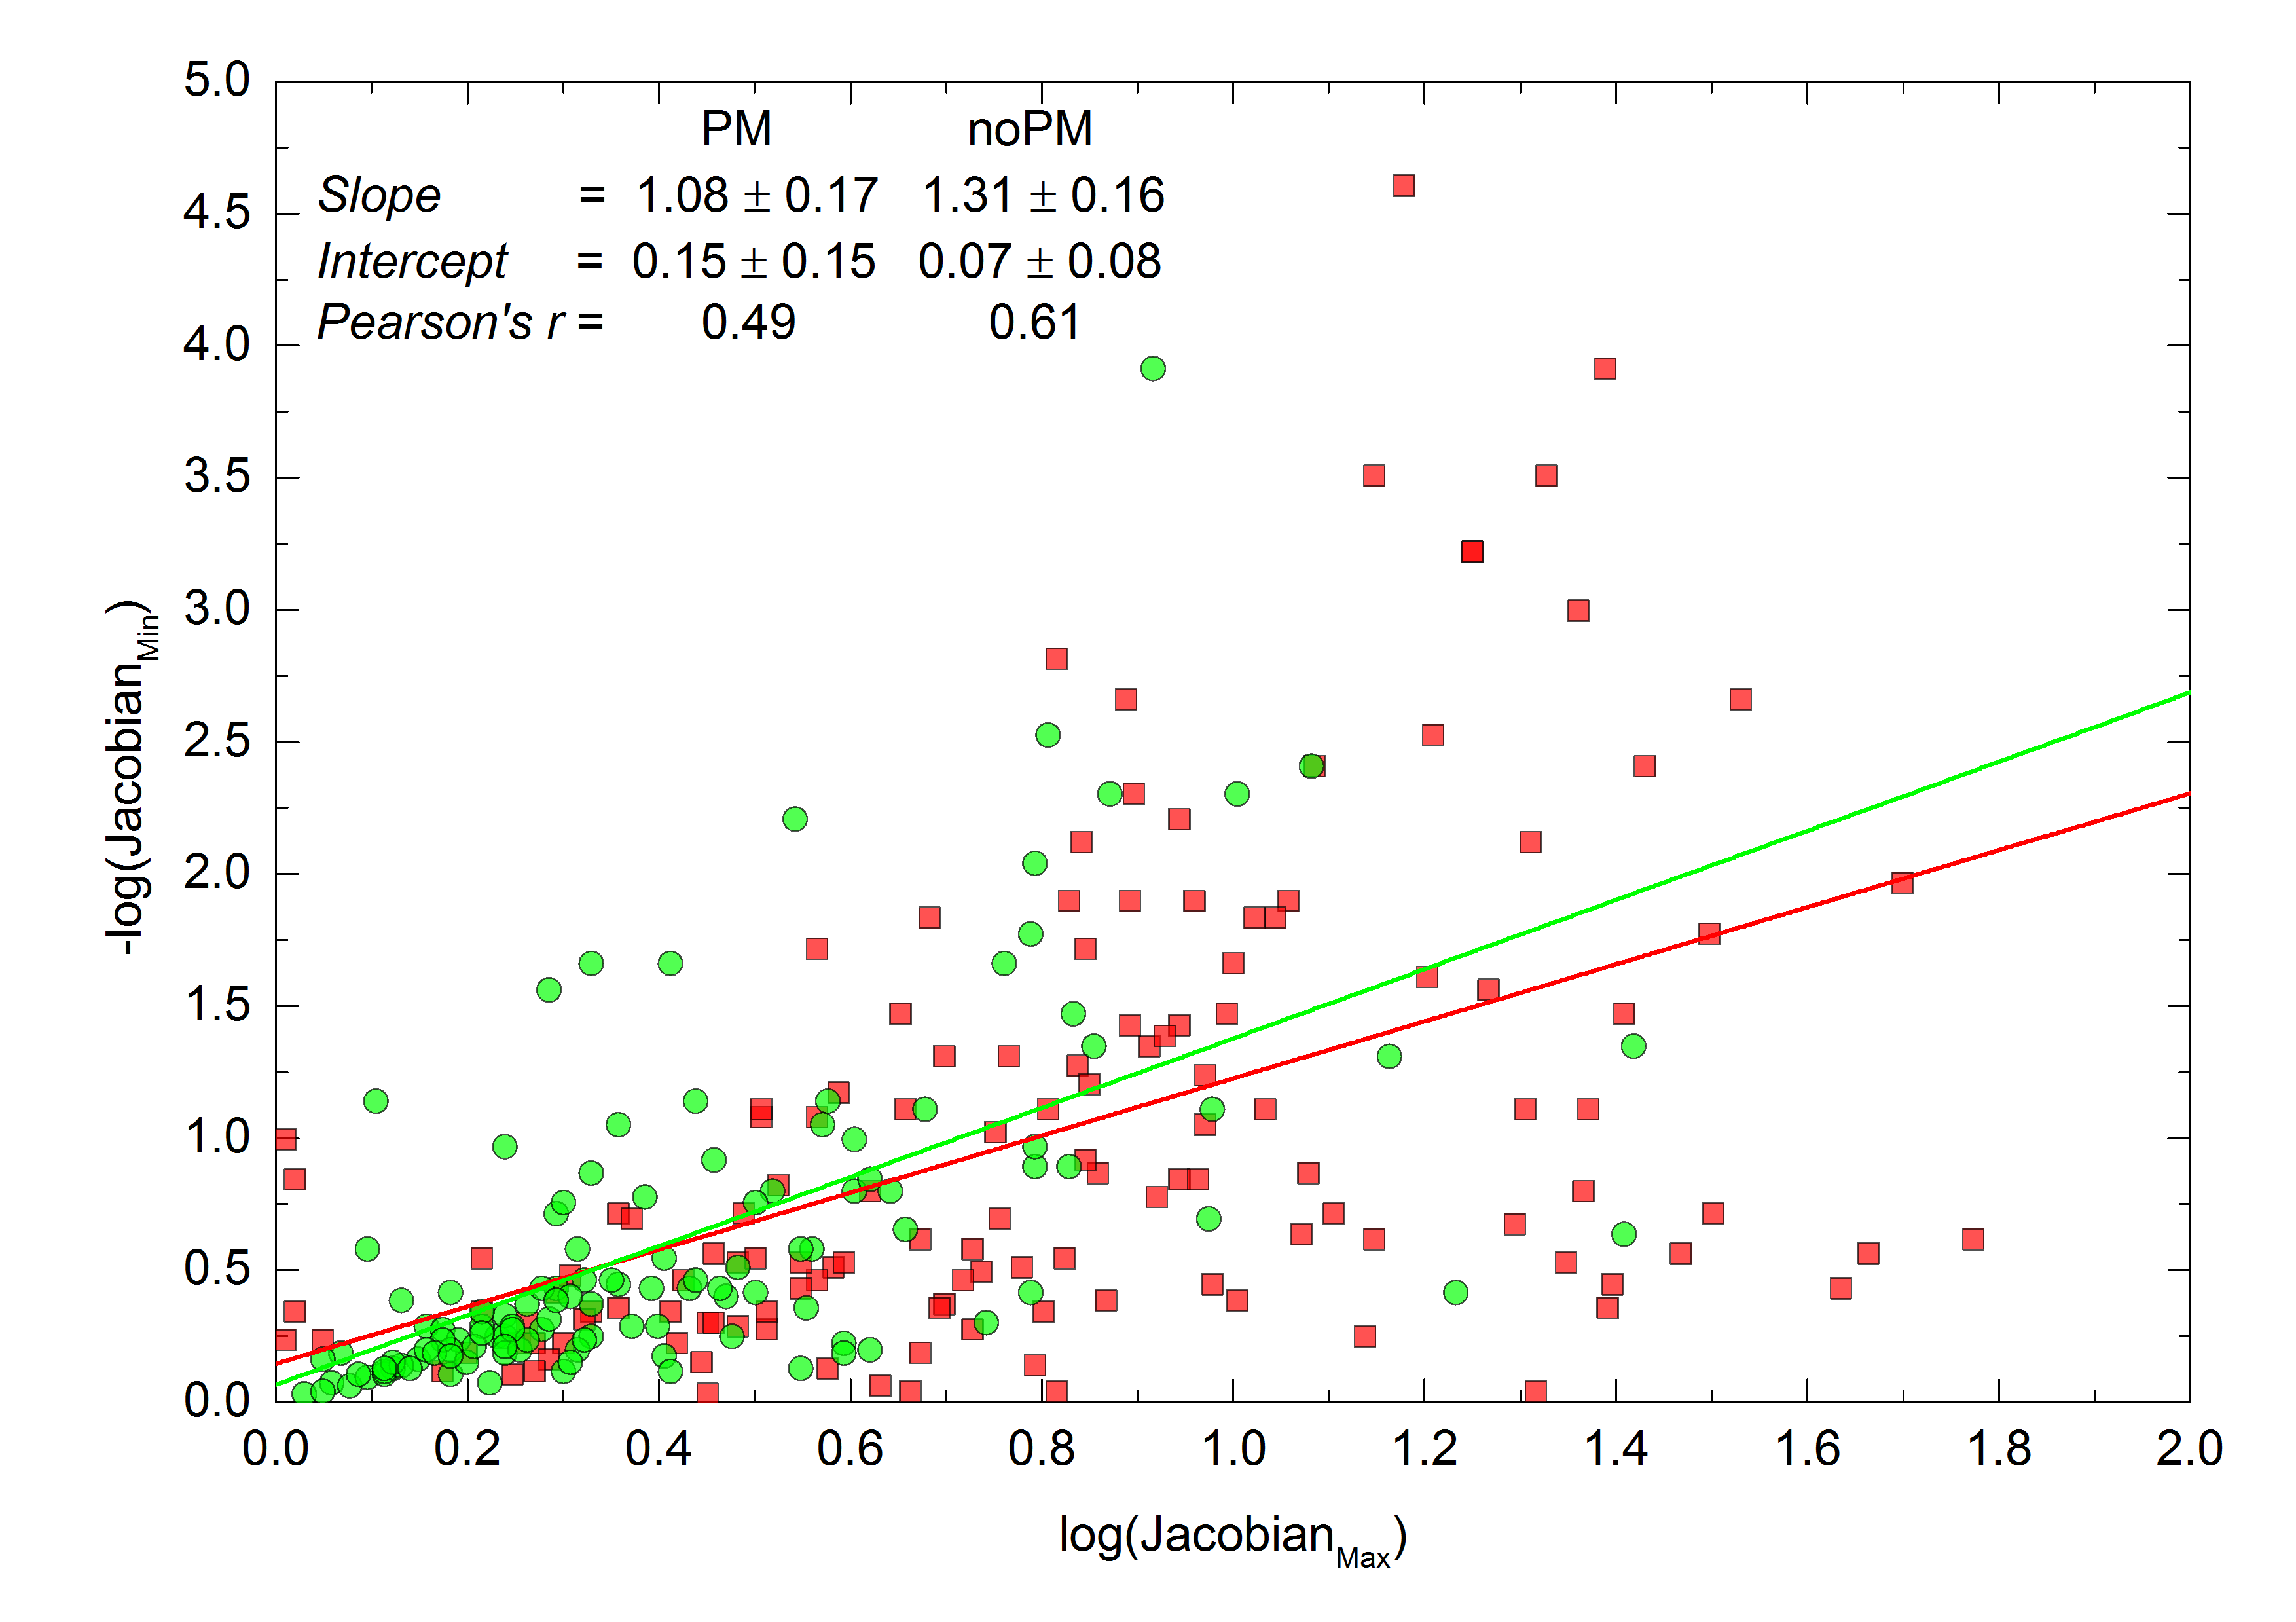 5.0
4.5
4.0
3.5
3.0
2.5
2.0
1.5
1.0
0.5
0.0
-log(Jacobian_Min)
PM noPM
Slope = 1.08 ± 0.17 1.31 ± 0.16
Intercept = 0.15 ± 0.15 0.07 ± 0.08
Pearson's r = 0.49 0.61
0.0 0.2 0.4 0.6 0.8 1.0 1.2 1.4 1.6 1.8 2.0
log(Jacobian_Max)